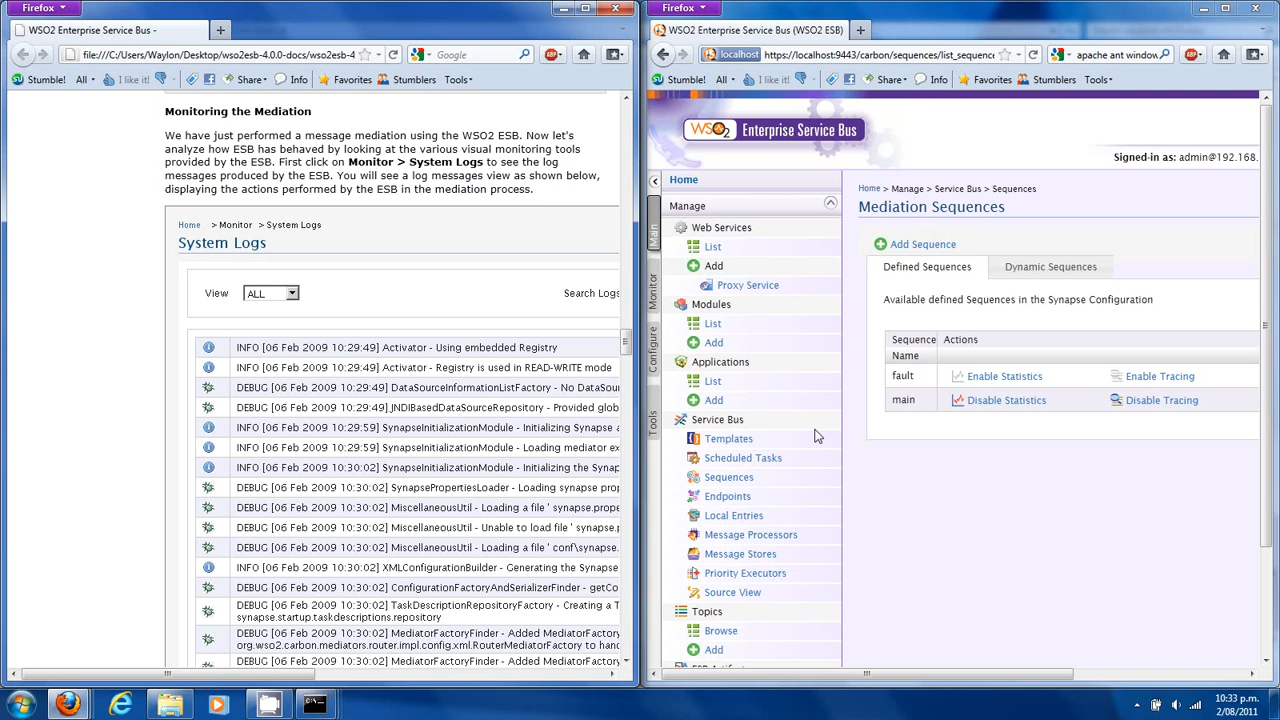 Firefox
WSO2 Enterprise Service Bus -
file:///C:/Users/Waylon/Desktop/wso2esb-4.0.0-docs/wso2esb-4
Google
Stumble! All I like it! Share Info Favorites Stumblers Tools
Monitoring the Mediation
We have just performed a message mediation using the WSO2 ESB. Now let's
analyze how ESB has behaved by looking at the various visual monitoring tools
provided by the ESB. First click on Monitor > System Logs to see the log
messages produced by the ESB. You will see a log messages view as shown below,
displaying the actions performed by the ESB in the mediation process.
Home > Monitor > System Logs
System Logs
View ALL Search Logs
INFO [06 Feb 2009 10:29:49] Activator - Using embedded Registry
INFO [06 Feb 2009 10:29:49] Activator - Registry is used in READ-WRITE mode
DEBUG [06 Feb 2009 10:29:49] DataSourceInformationListFactory - No DataSour
DEBUG [06 Feb 2009 10:29:49] JNDIBasedDataSourceRepository - Provided glob
INFO [06 Feb 2009 10:29:59] SynapseInitializationModule - Initializing Synapse a
INFO [06 Feb 2009 10:29:59] SynapseInitializationModule - Loading mediator ex
INFO [06 Feb 2009 10:30:02] SynapseInitializationModule - Initializing the Synap
DEBUG [06 Feb 2009 10:30:02] SynapsePropertiesLoader - Loading synapse prop
DEBUG [06 Feb 2009 10:30:02] MiscellaneousUtil - Loading a file ' synapse.prope
DEBUG [06 Feb 2009 10:30:02] MiscellaneousUtil - Unable to load file ' synapse.
DEBUG [06 Feb 2009 10:30:02] MiscellaneousUtil - Loading a file ' conf\synapse.
INFO [06 Feb 2009 10:30:02] XMLConfigurationBuilder - Generating the Synapse
DEBUG [06 Feb 2009 10:30:02] ConfigurationFactoryAndSerializerFinder - getCo
DEBUG [06 Feb 2009 10:30:02] TaskDescriptionRepositoryFactory - Creating a T
apse.startup.taskdescriptions.repository
DEBUG [06 Feb 2009 10:30:02] MediatorFactoryFinder - Added MediatorFactory
org.wso2.carbon.mediators.router.impl.config.xml.RouterMediatorFactory to hand
DEBUG [06 Feb 2009 10:30:02] MediatorFactoryFinder - Added MediatorFactory
Firefox
WSO2 Enterprise Service Bus (WSO2 ESB)
localhost https://localhost:9443/carbon/sequences/list_sequence
apache ant window
Stumble! All I like it! Share Info Favorites Stumblers Tools
WSO2 Enterprise Service Bus
Signed-in as: admin@192.168.
Main
Monitor
Configure
Tools
Home
Manage
Web Services
List
Add
Proxy Service
Modules
List
Add
Applications
List
Add
Service Bus
Templates
Scheduled Tasks
Sequences
Endpoints
Local Entries
Message Processors
Message Stores
Priority Executors
Source View
Topics
Browse
Add
Home > Manage > Service Bus > Sequences
Mediation Sequences
Add Sequence
Defined Sequences Dynamic Sequences
Available defined Sequences in the Synapse Configuration
Sequence Name Actions
fault Enable Statistics Enable Tracing
main Disable Statistics Disable Tracing
10:33 p.m.
2/08/2011